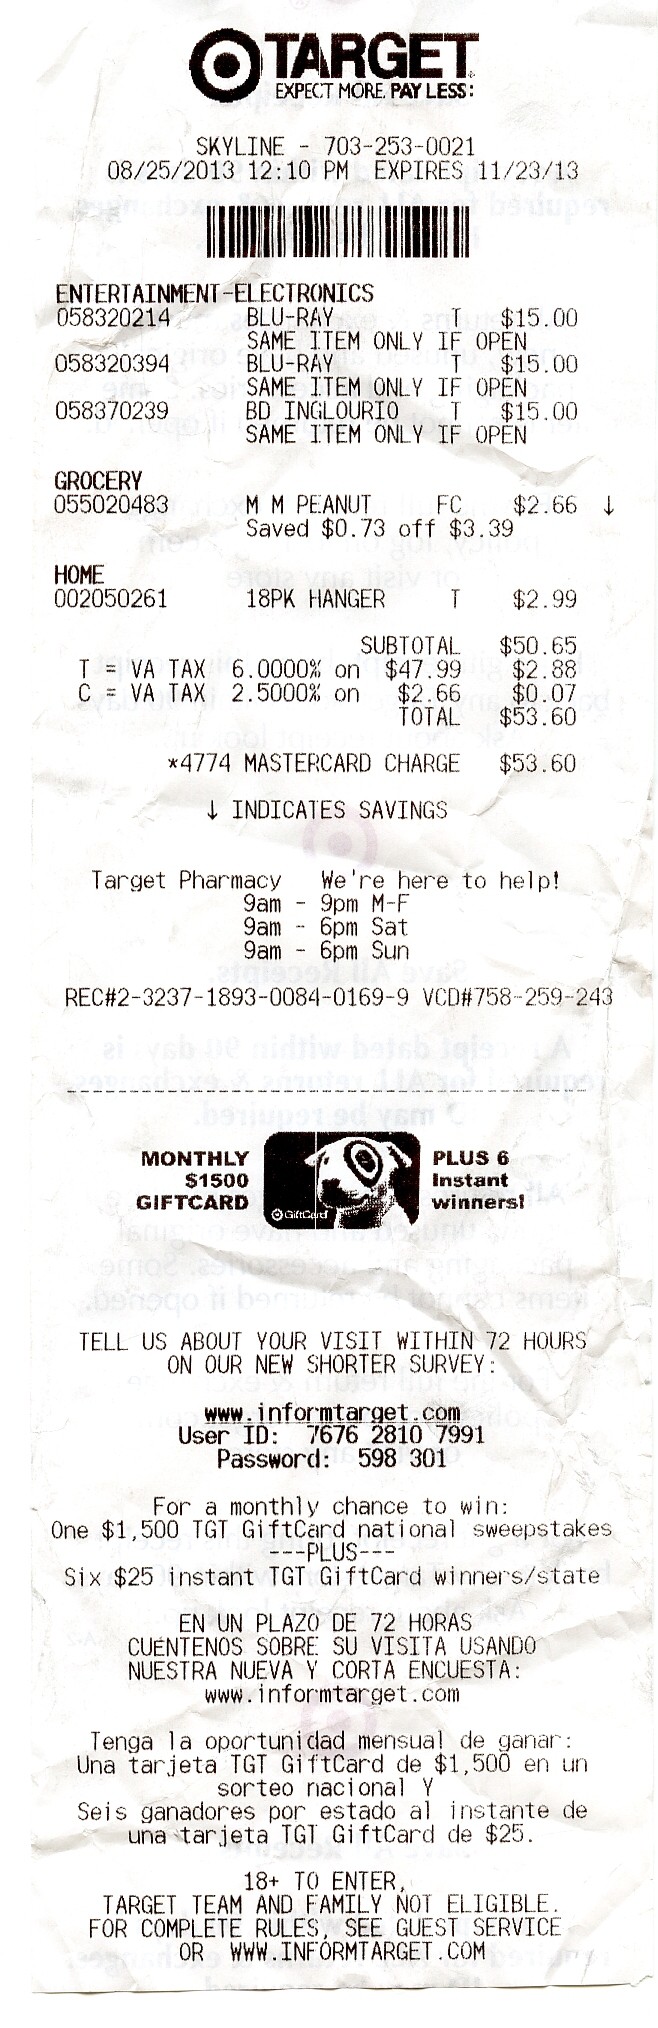 TARGET
EXPECT MORE. PAY LESS.
SKYLINE - 703-253-0021
08/25/2013 12:10 PM EXPIRES 11/23/13
ENTERTAINMENT-ELECTRONICS
058320214 BLU-RAY T $15.00
SAME ITEM ONLY IF OPEN
058320394 BLU-RAY T $15.00
SAME ITEM ONLY IF OPEN
058370239 BD INGLOURIO T $15.00
SAME ITEM ONLY IF OPEN
GROCERY
055020483 M M PEANUT FC $2.66 ↓
Saved $0.73 off $3.39
HOME
002050261 18PK HANGER T $2.99
SUBTOTAL $50.65
T = VA TAX 6.0000% on $47.99 $2.88
C = VA TAX 2.5000% on $2.66 $0.07
TOTAL $53.60
*4774 MASTERCARD CHARGE $53.60
↓ INDICATES SAVINGS
Target Pharmacy We're here to help!
9am - 9pm M-F
9am - 6pm Sat
9am - 6pm Sun
REC#2-3237-1893-0084-0169-9 VCD#758-259-243
MONTHLY $1500 GIFTCARD
GiftCard
PLUS 6 Instant winners!
TELL US ABOUT YOUR VISIT WITHIN 72 HOURS
ON OUR NEW SHORTER SURVEY:
www.informtarget.com
User ID: 7676 2810 7991
Password: 598 301
For a monthly chance to win:
One $1,500 TGT GiftCard national sweepstakes
---PLUS---
Six $25 instant TGT GiftCard winners/state
EN UN PLAZO DE 72 HORAS
CUÉNTENOS SOBRE SU VISITA USANDO
NUESTRA NUEVA Y CORTA ENCUESTA:
www.informtarget.com
Tenga la oportunidad mensual de ganar:
Una tarjeta TGT GiftCard de $1,500 en un
sorteo nacional Y
Seis ganadores por estado al instante de
una tarjeta TGT GiftCard de $25.
18+ TO ENTER,
TARGET TEAM AND FAMILY NOT ELIGIBLE.
FOR COMPLETE RULES, SEE GUEST SERVICE
OR WWW.INFORMTARGET.COM